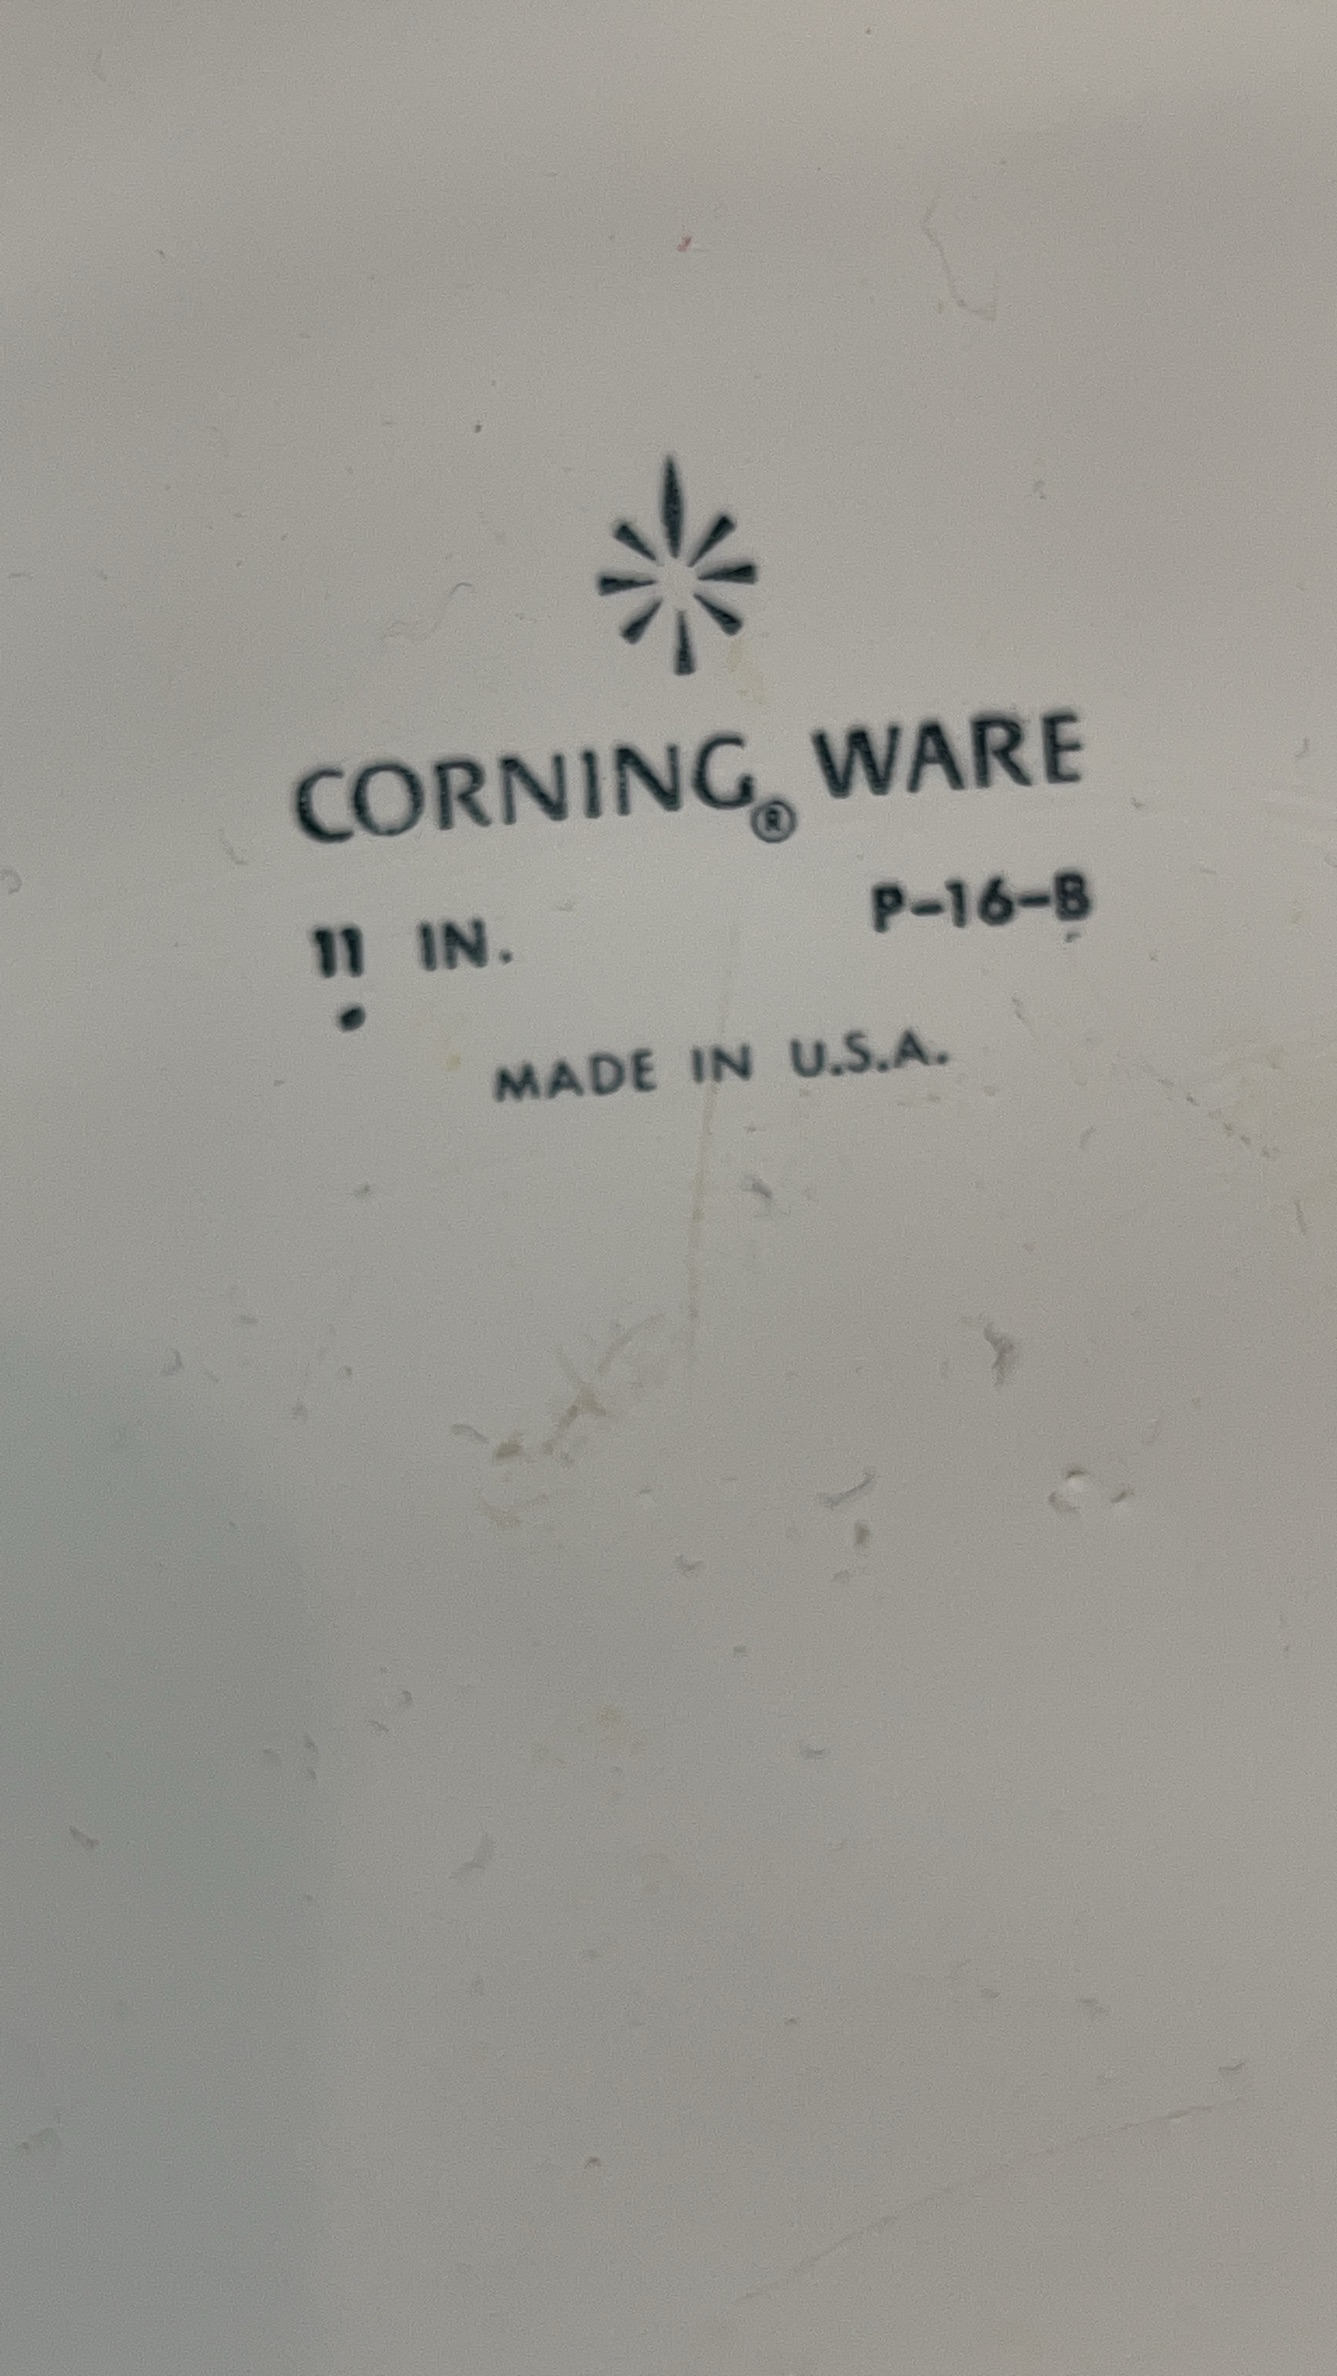 CORNING® WARE
11 IN. P-16-B
MADE IN U.S.A.